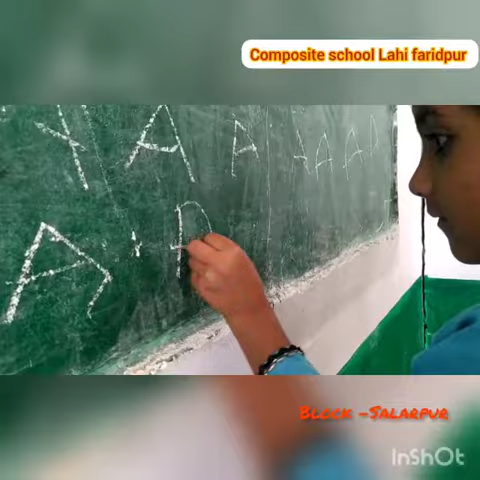 Composite school Lahi faridpur
A A A A A A
A
Block -Salarpur
InShOt